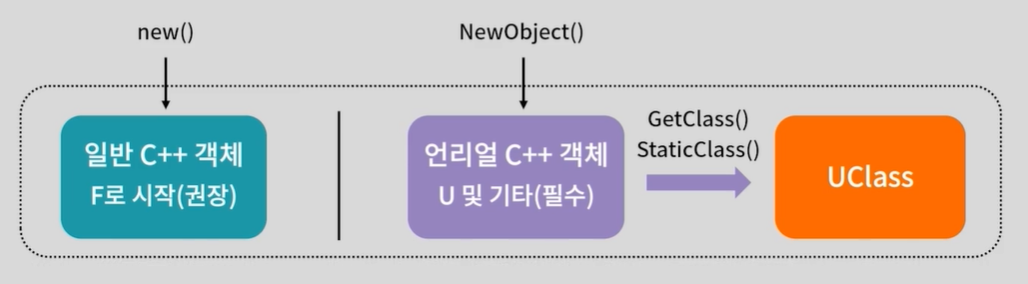 new()
NewObject()
일반 C++ 객체
F로 시작(권장)
언리얼 C++ 객체
U 및 기타(필수)
GetClass()
StaticClass()
UClass